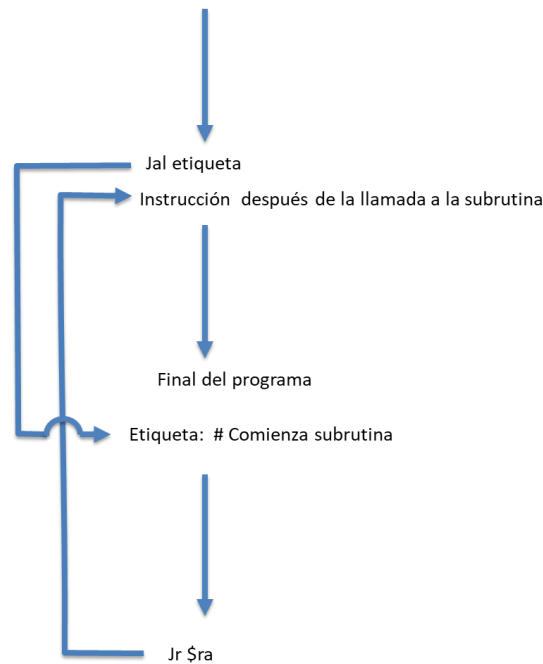 Jal etiqueta
Instrucción después de la llamada a la subrutina
Final del programa
Etiqueta: # Comienza subrutina
Jr $ra